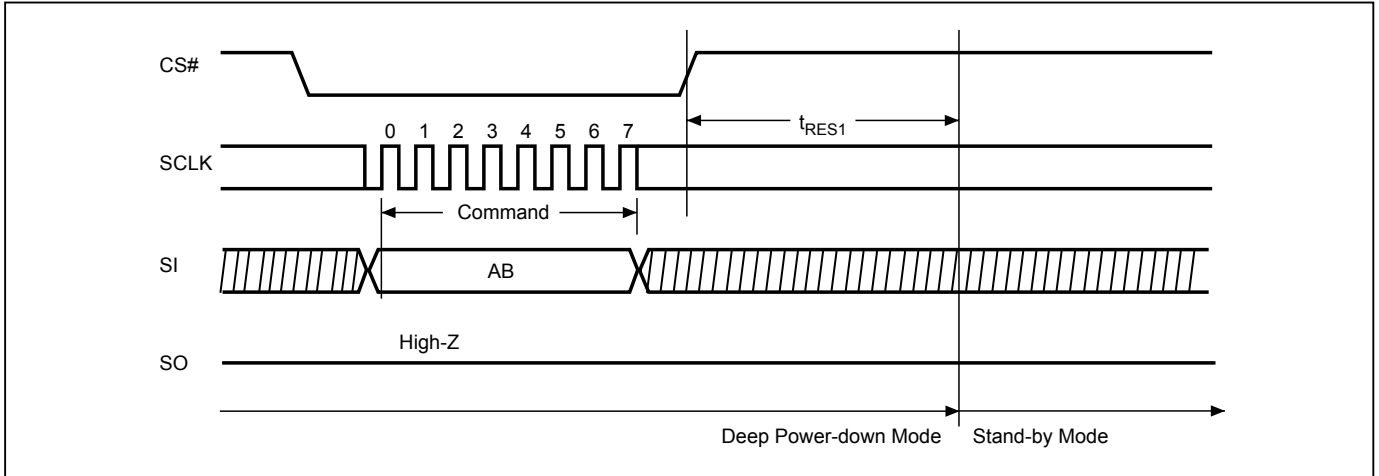 CS#
tRES1
0 1 2 3 4 5 6 7
SCLK
Command
SI
AB
High-Z
SO
Deep Power-down Mode Stand-by Mode